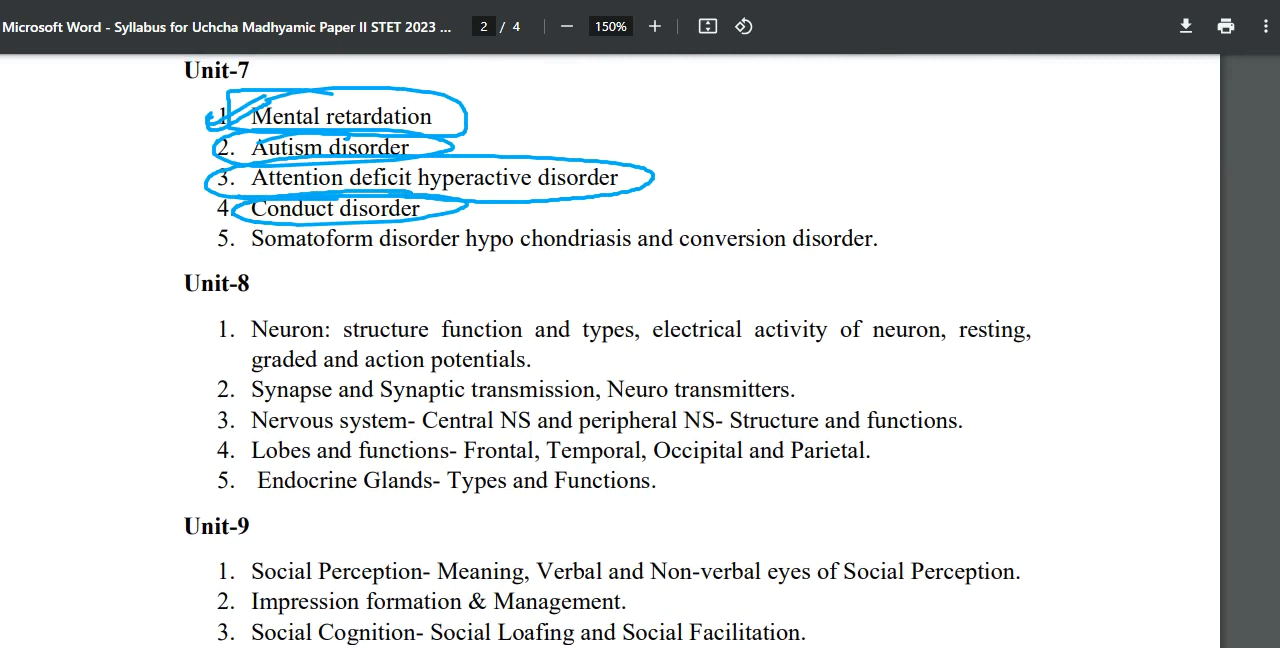 Microsoft Word - Syllabus for Uchcha Madhyamic Paper II STET 2023 ... 2 / 4 150%
Unit-7
1. Mental retardation
2. Autism disorder
3. Attention deficit hyperactive disorder
4. Conduct disorder
5. Somatoform disorder hypo chondriasis and conversion disorder.
Unit-8
1. Neuron: structure function and types, electrical activity of neuron, resting,
graded and action potentials.
2. Synapse and Synaptic transmission, Neuro transmitters.
3. Nervous system- Central NS and peripheral NS- Structure and functions.
4. Lobes and functions- Frontal, Temporal, Occipital and Parietal.
5. Endocrine Glands- Types and Functions.
Unit-9
1. Social Perception- Meaning, Verbal and Non-verbal eyes of Social Perception.
2. Impression formation & Management.
3. Social Cognition- Social Loafing and Social Facilitation.